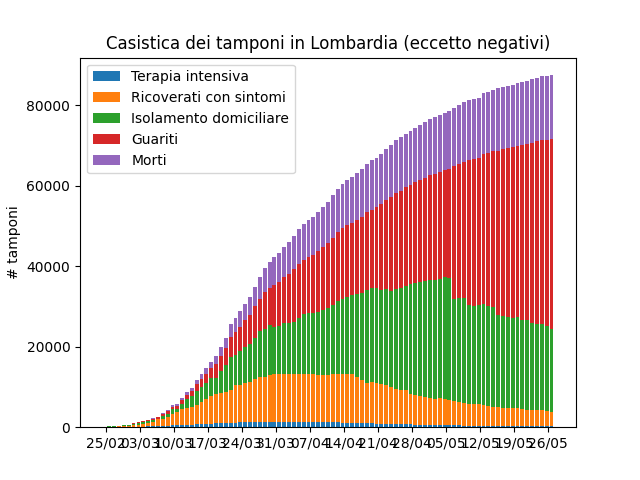 Casistica dei tamponi in Lombardia (eccetto negativi)
Terapia intensiva
Ricoverati con sintomi
Isolamento domiciliare
Guariti
Morti
# tamponi
80000
60000
40000
20000
0
25/02 03/03 10/03 17/03 24/03 31/03 07/04 14/04 21/04 28/04 05/05 12/05 19/05 26/05